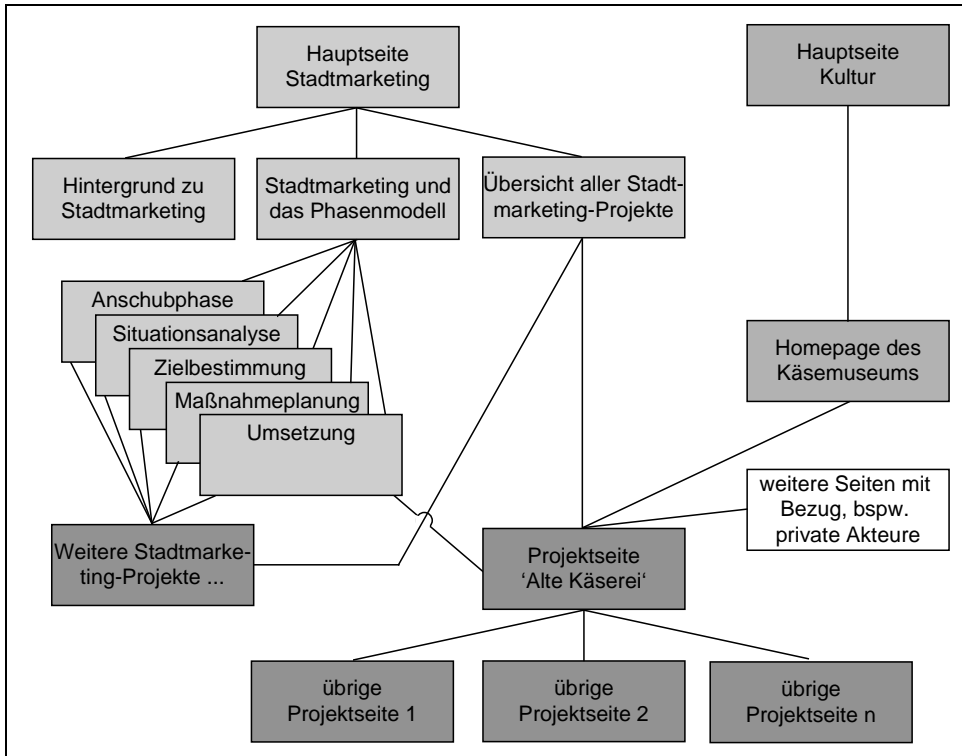 Hauptseite
Stadtmarketing
Hauptseite
Kultur
Hintergrund zu
Stadtmarketing
Stadtmarketing und
das Phasenmodell
Übersicht aller Stadt-
marketing-Projekte
Anschubphase
Situationsanalyse
Zielbestimmung
Maßnahmeplanung
Umsetzung
Homepage des
Käsemuseums
weitere Seiten mit
Bezug, bspw.
private Akteure
Weitere Stadtmarke-
ting-Projekte ...
Projektseite
‘Alte Käserei‘
übrige
Projektseite 1
übrige
Projektseite 2
übrige
Projektseite n